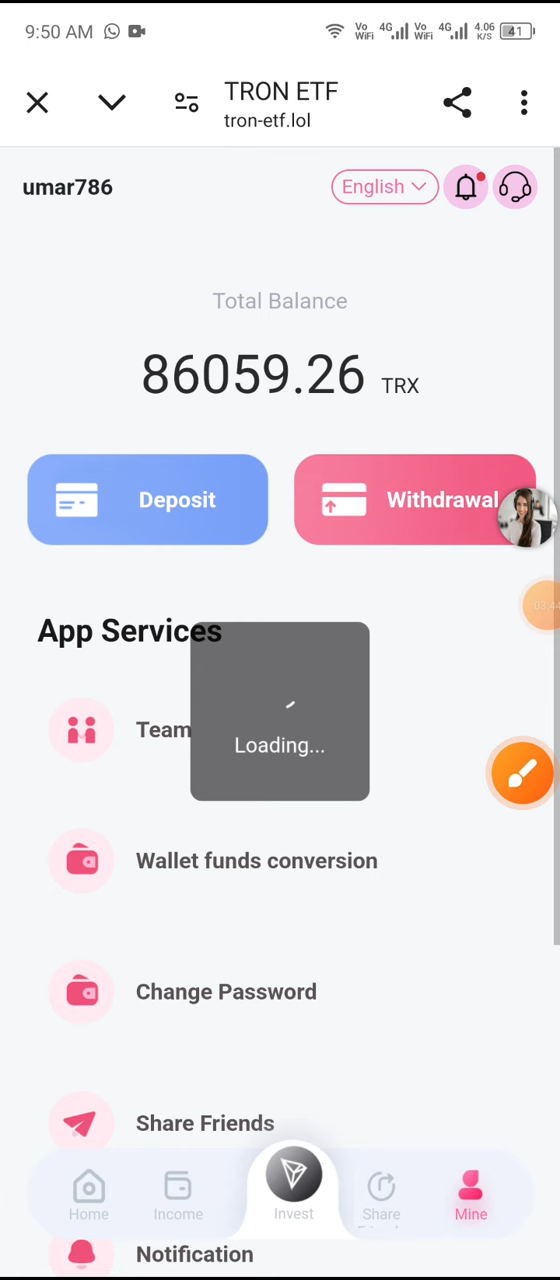 9:50 AM
Vo WiFi 4G Vo WiFi 4G 4.06 K/S 41
TRON ETF
tron-etf.lol
umar786
English
Total Balance
86059.26 TRX
Deposit
Withdrawal
03:44
App Services
Team
Loading...
Wallet funds conversion
Change Password
Share Friends
Home
Income
Invest
Share
Mine
Notification